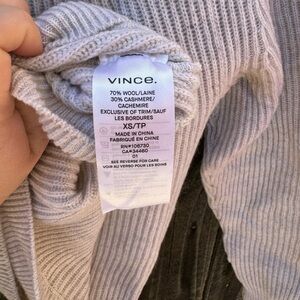 VINCE.
70% WOOL/LAINE
30% CASHMERE/
CACHEMIRE
EXCLUSIVE OF TRIM/SAUF
LES BORDURES
XS/TP
MADE IN CHINA
FABRIQUÉ EN CHINE
RN#106730
CA#34460
01
SEE REVERSE FOR CARE
VOIR AU VERSO POUR LES SOINS